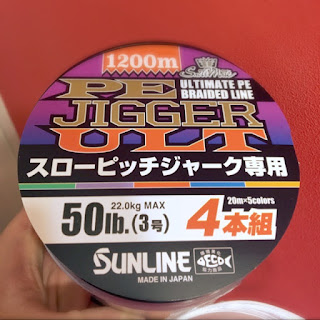 1200m
ULTIMATE PE
BRAIDED LINE
PE
JIGGER
ULT
スローピッチジャーク専用
22.0kg MAX
20m×5colors
50lb.(3号)
4本組
SUNLINE
MADE IN JAPAN